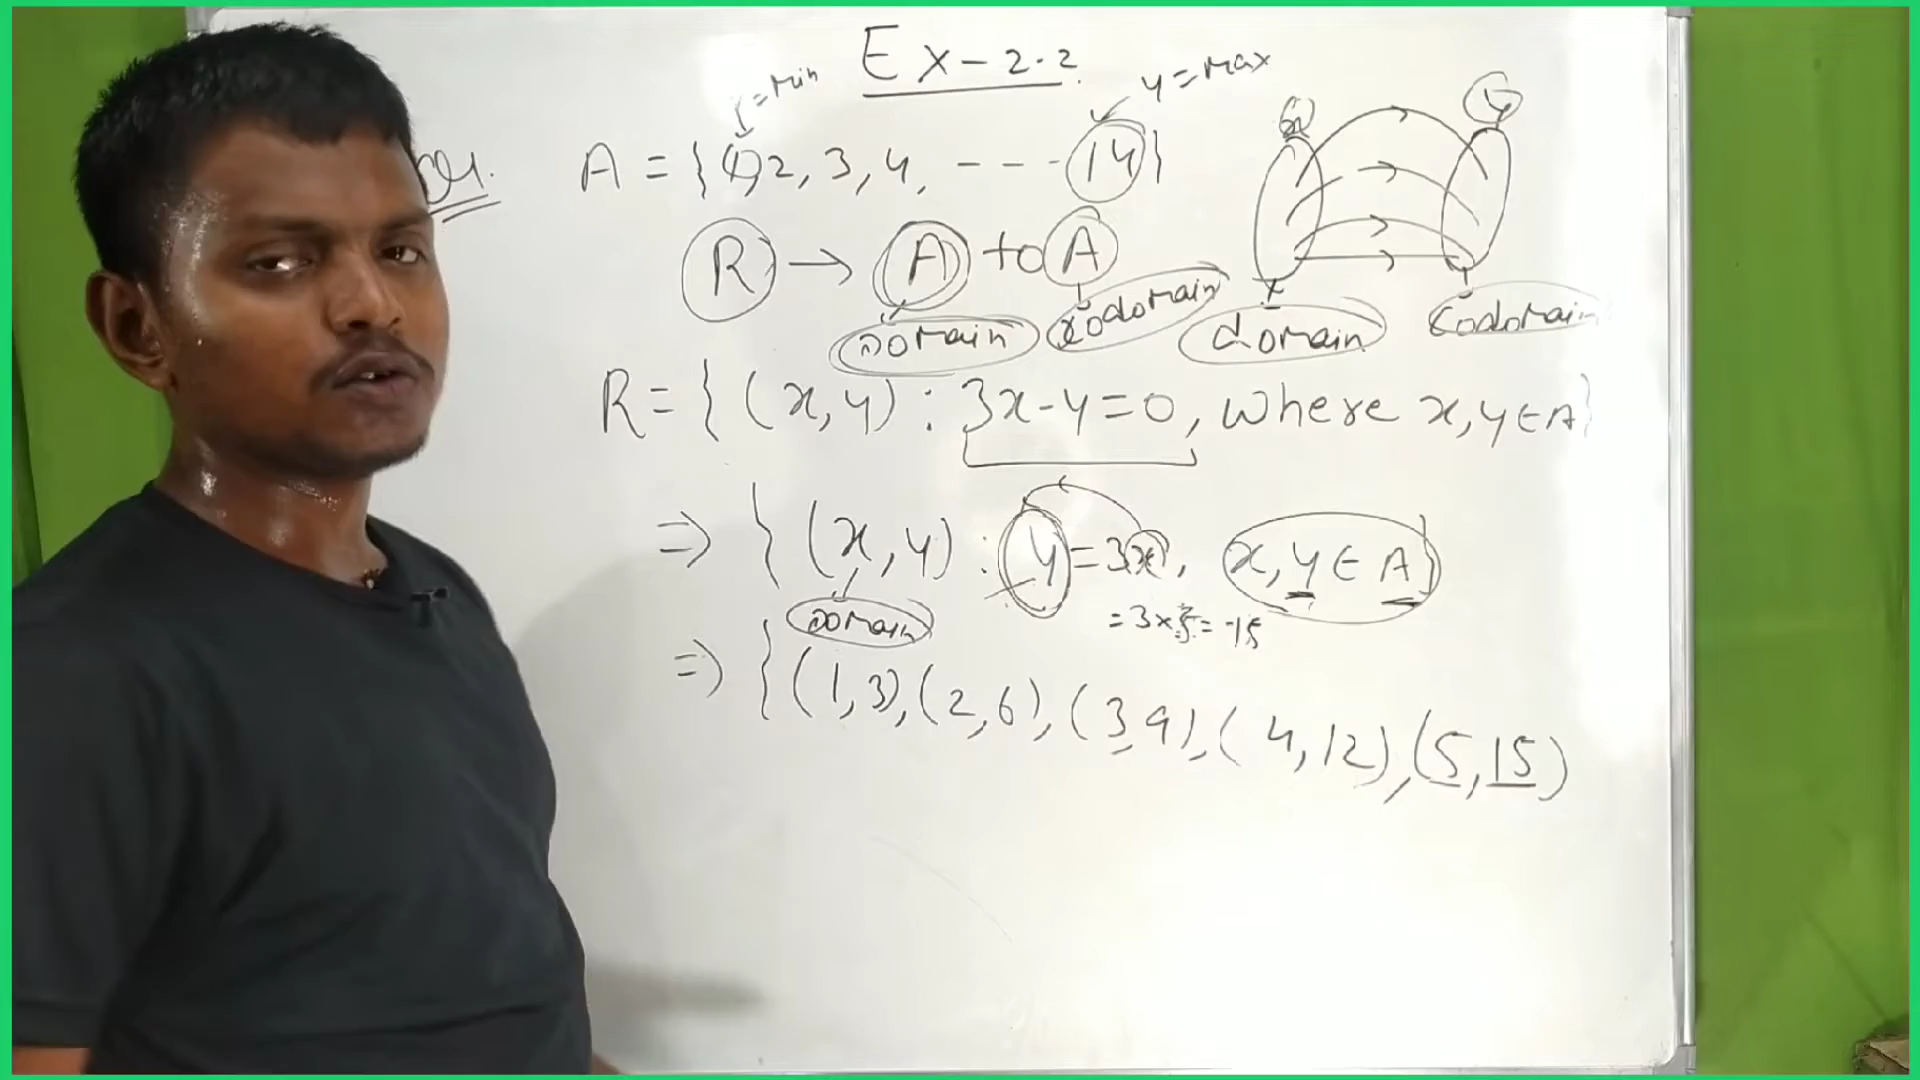 Ex-2.2
y=Min
y=Max
Q1. A={1,2,3,4, ---14}
x
y
R → A to A
Domain
Codomain
domain
Codomain
R={(x,y):3x-y=0, where x,y∈A}
⇒ {(x,y): y=3x, x,y∈A}
Domain
=3×5=15
⇒ {(1,3),(2,6),(3,9),(4,12),(5,15)